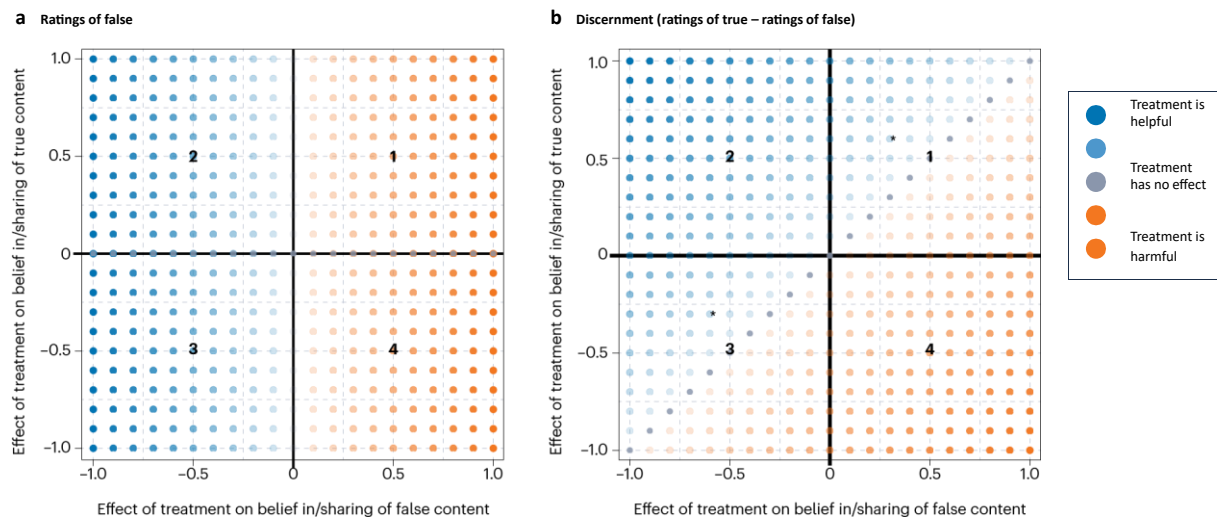 a Ratings of false
b Discernment (ratings of true – ratings of false)
Effect of treatment on belief in/sharing of true content
1.0
0.5
0
–0.5
–1.0
2
1
3
4
–1.0
–0.5
0
0.5
1.0
Effect of treatment on belief in/sharing of false content
Effect of treatment on belief in/sharing of true content
1.0
0.5
0
–0.5
–1.0
*
2
1
*
3
4
–1.0
–0.5
0
0.5
1.0
Effect of treatment on belief in/sharing of false content
Treatment is
helpful
Treatment
has no effect
Treatment is
harmful